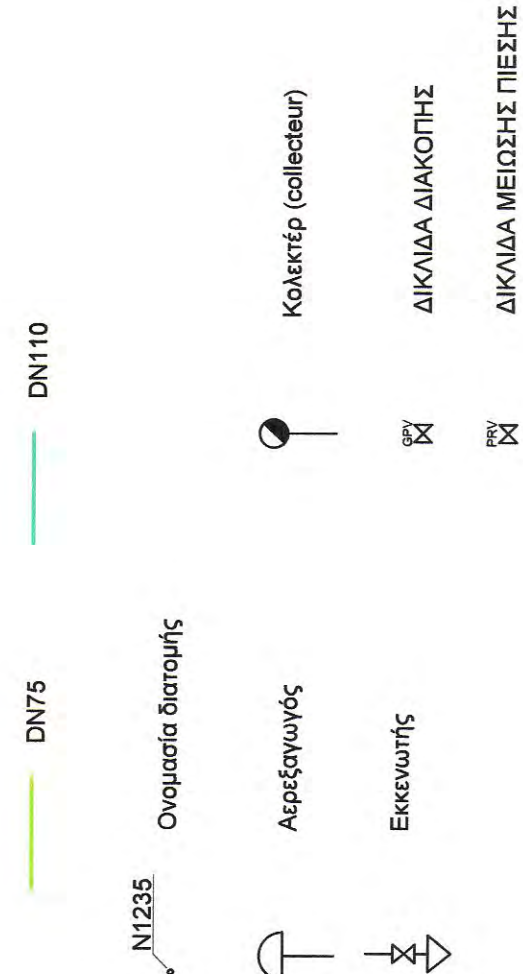 DN75
DN110
N1235
Ονομασία διατομής
Αερεξαγωγός
Κολεκτέρ (collecteur)
Εκκενωτής
GPV
ΔΙΚΛΙΔΑ ΔΙΑΚΟΠΗΣ
PRV
ΔΙΚΛΙΔΑ ΜΕΙΩΣΗΣ ΠΙΕΣΗΣ